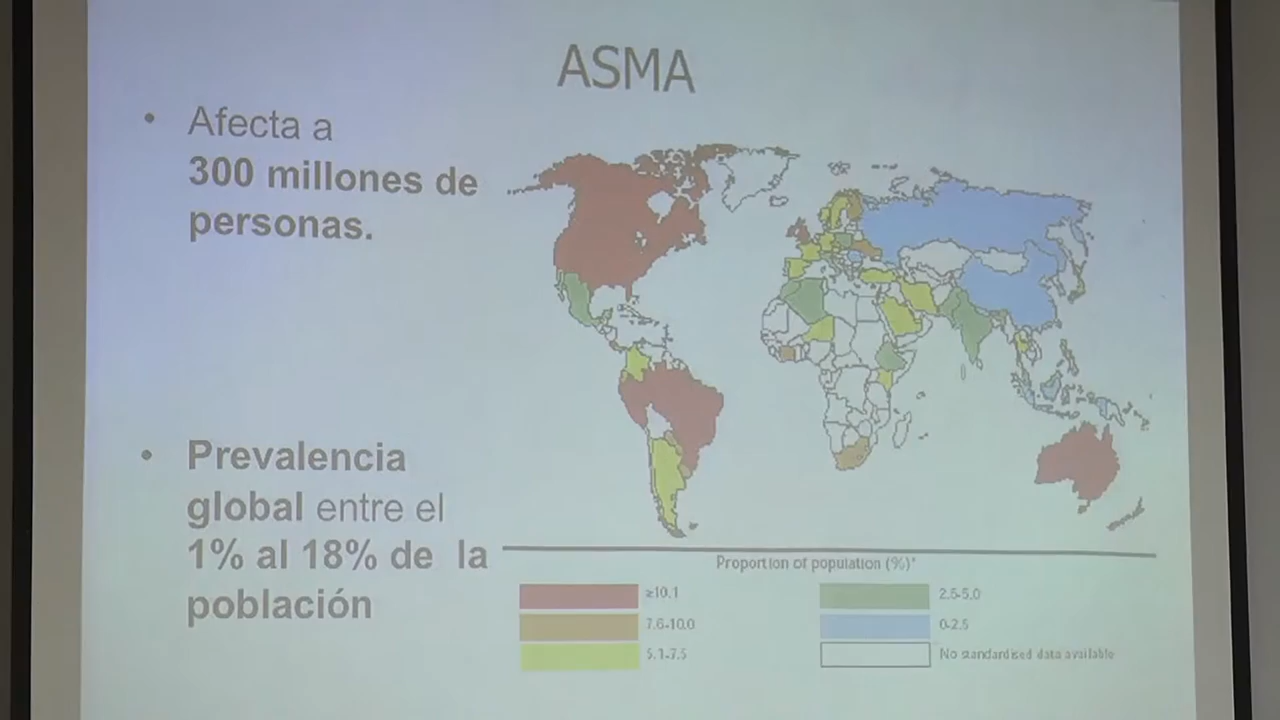 ASMA
• Afecta a
300 millones de
personas.
• Prevalencia
global entre el
1% al 18% de la
población
Proportion of population (%)*
≥10.1
7.6-10.0
5.1-7.5
2.5-5.0
0-2.5
No standardised data available